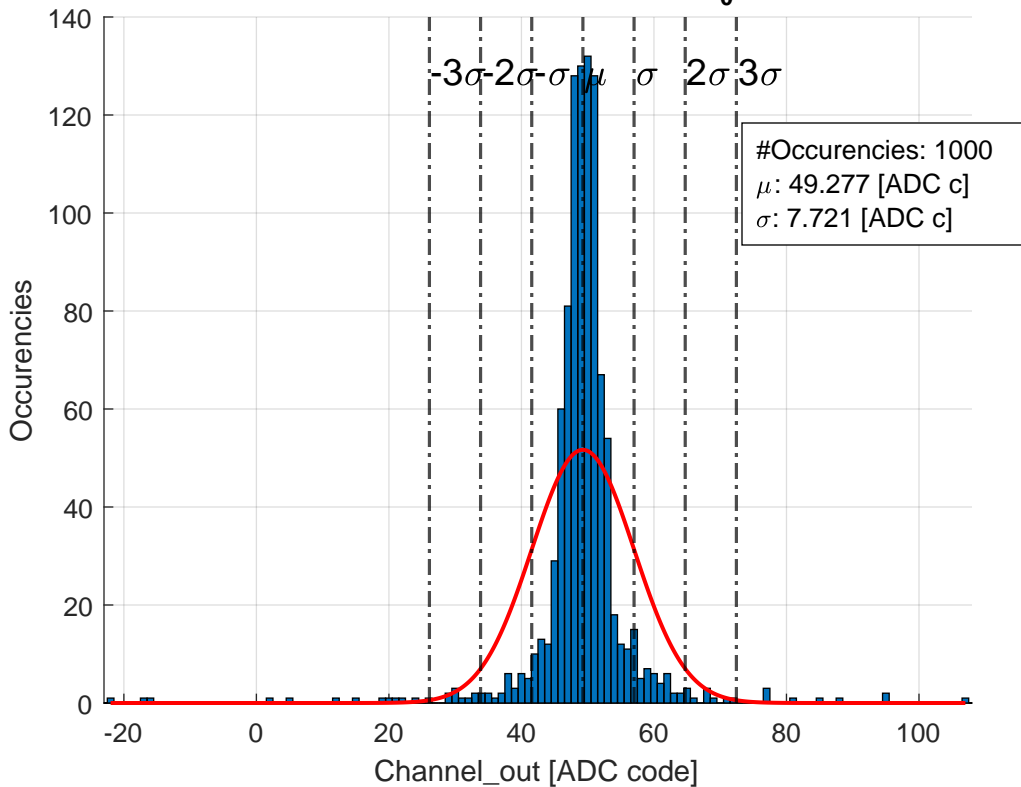 0
140
120
100
80
60
40
20
0
-3σ -2σ -σ μ σ 2σ 3σ
#Occurencies: 1000
μ: 49.277 [ADC c]
σ: 7.721 [ADC c]
Occurencies
-20 0 20 40 60 80 100
Channel_out [ADC code]